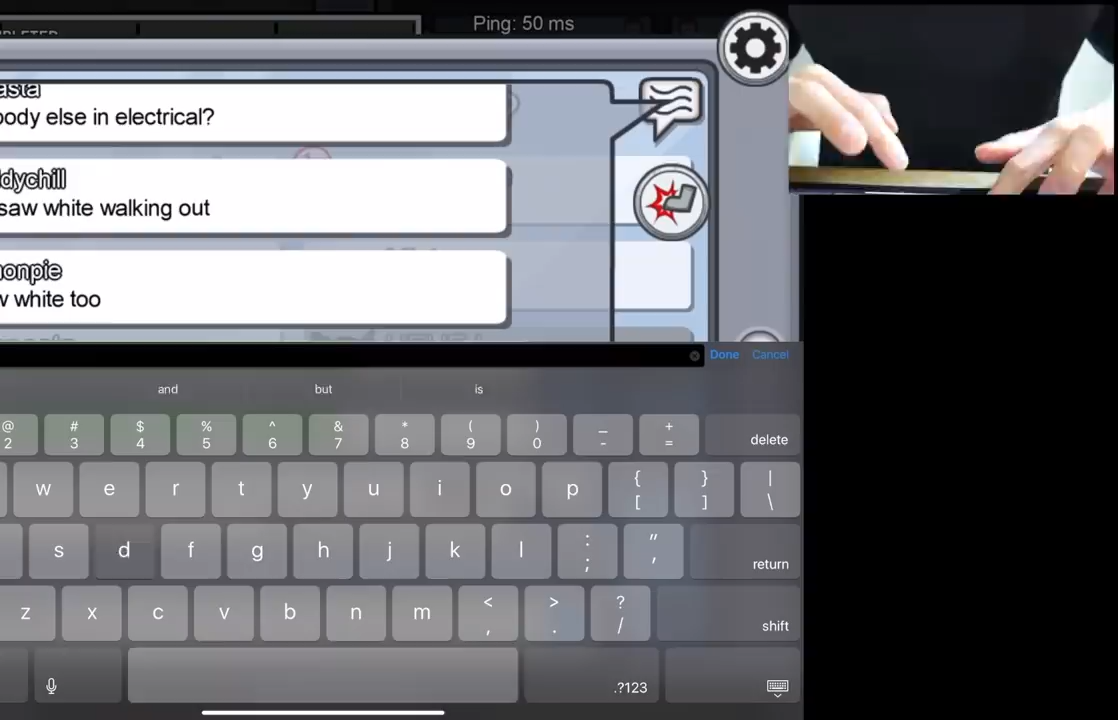 Ping: 50 ms
asta
body else in electrical?
dychill
saw white walking out
nonpie
w white too
Done Cancel
and but is
@ # $ % ^ & * ( ) _ +
2 3 4 5 6 7 8 9 0 - = delete
w e r t y u i o p { } |
[ ] \
s d f g h j k l : "
; ' return
z x c v b n m < > ?
, . / shift
.?123